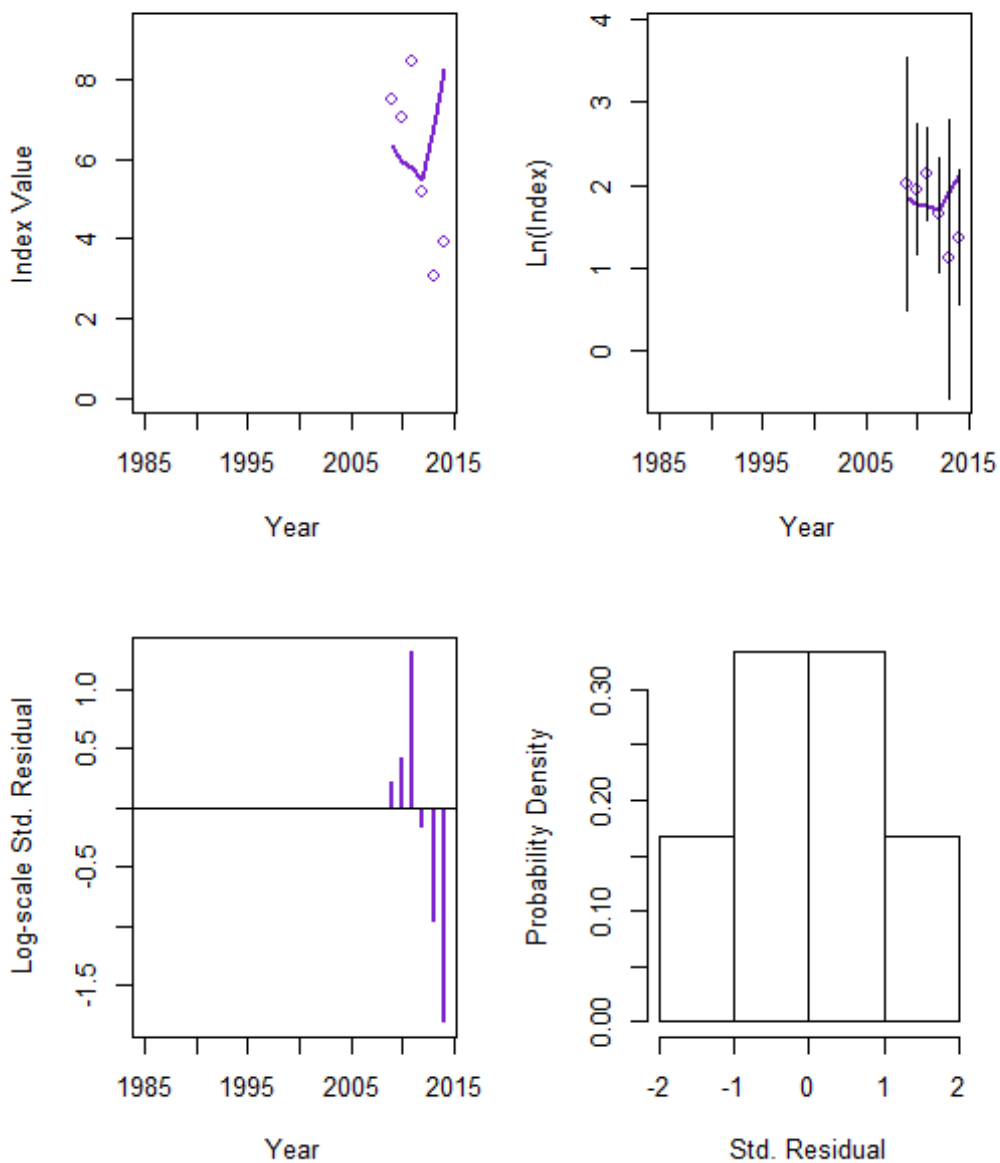 Index Value
8
6
4
2
0
1985 1995 2005 2015
Year
Ln(Index)
4
3
2
1
0
1985 1995 2005 2015
Year
Log-scale Std. Residual
1.0
0.5
-0.5
-1.5
1985 1995 2005 2015
Year
Probability Density
0.30
0.20
0.10
0.00
-2 -1 0 1 2
Std. Residual